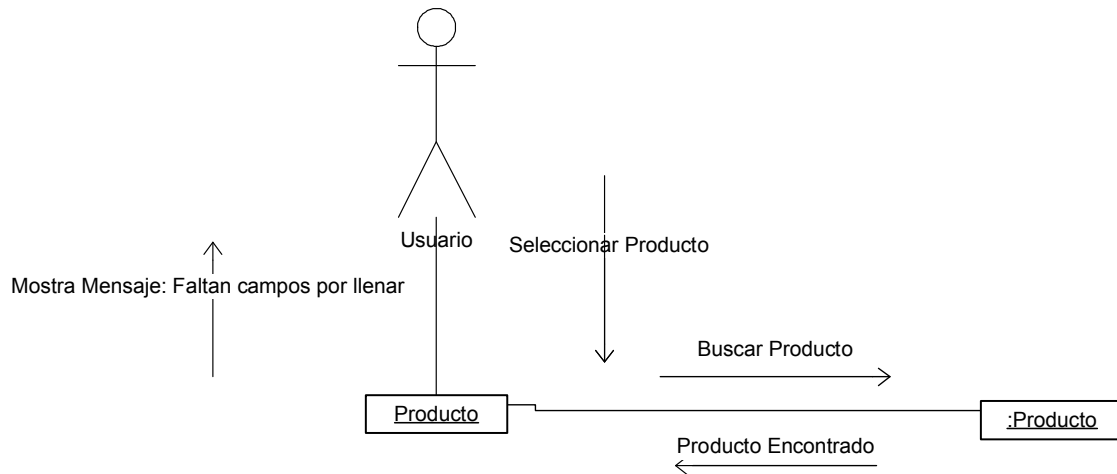 Usuario
Seleccionar Producto
Mostra Mensaje: Faltan campos por llenar
Buscar Producto
Producto
:Producto
Producto Encontrado